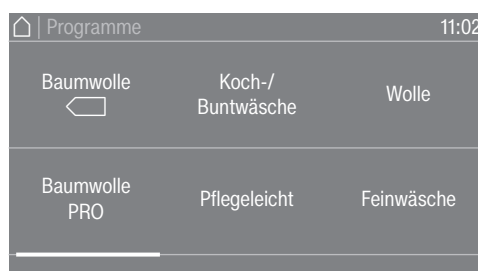 | Programme
11:02
Baumwolle
Koch-/
Buntwäsche
Wolle
Baumwolle
PRO
Pflegeleicht
Feinwäsche